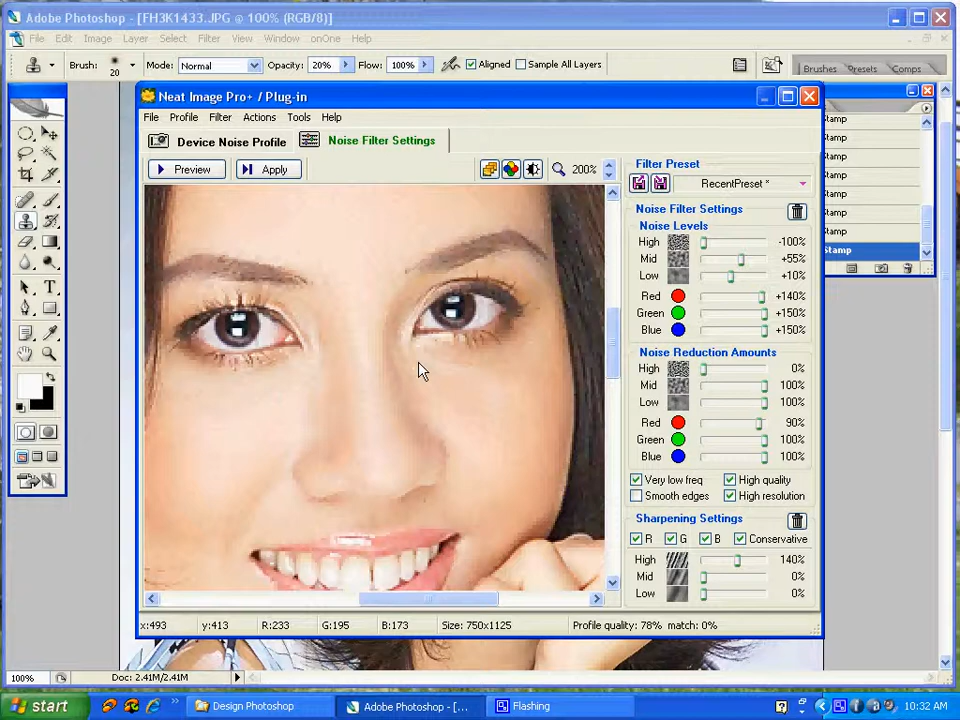 Adobe Photoshop - [FH3K1433.JPG @ 100% (RGB/8)]
File Edit Image Layer Select Filter View Window onOne Help
Brush: 20 Mode: Normal Opacity: 20% Flow: 100% Aligned Sample All Layers Brushes Presets Comps
Neat Image Pro+ / Plug-in
File Profile Filter Actions Tools Help
Device Noise Profile Noise Filter Settings
Preview Apply 200%
Filter Preset
RecentPreset *
Noise Filter Settings
Noise Levels
High -100%
Mid +55%
Low +10%
Red +140%
Green +150%
Blue +150%
Noise Reduction Amounts
High 0%
Mid 100%
Low 100%
Red 90%
Green 100%
Blue 100%
Very low freq High quality
Smooth edges High resolution
Sharpening Settings
R G B Conservative
High 140%
Mid 0%
Low 0%
Stamp
Stamp
Stamp
Stamp
Stamp
Stamp
Stamp
Stamp
x:493 y:413 R:233 G:195 B:173 Size: 750x1125 Profile quality: 78% match: 0%
100% Doc: 2.41M/2.41M
start Design Photoshop Adobe Photoshop - [... Flashing 10:32 AM